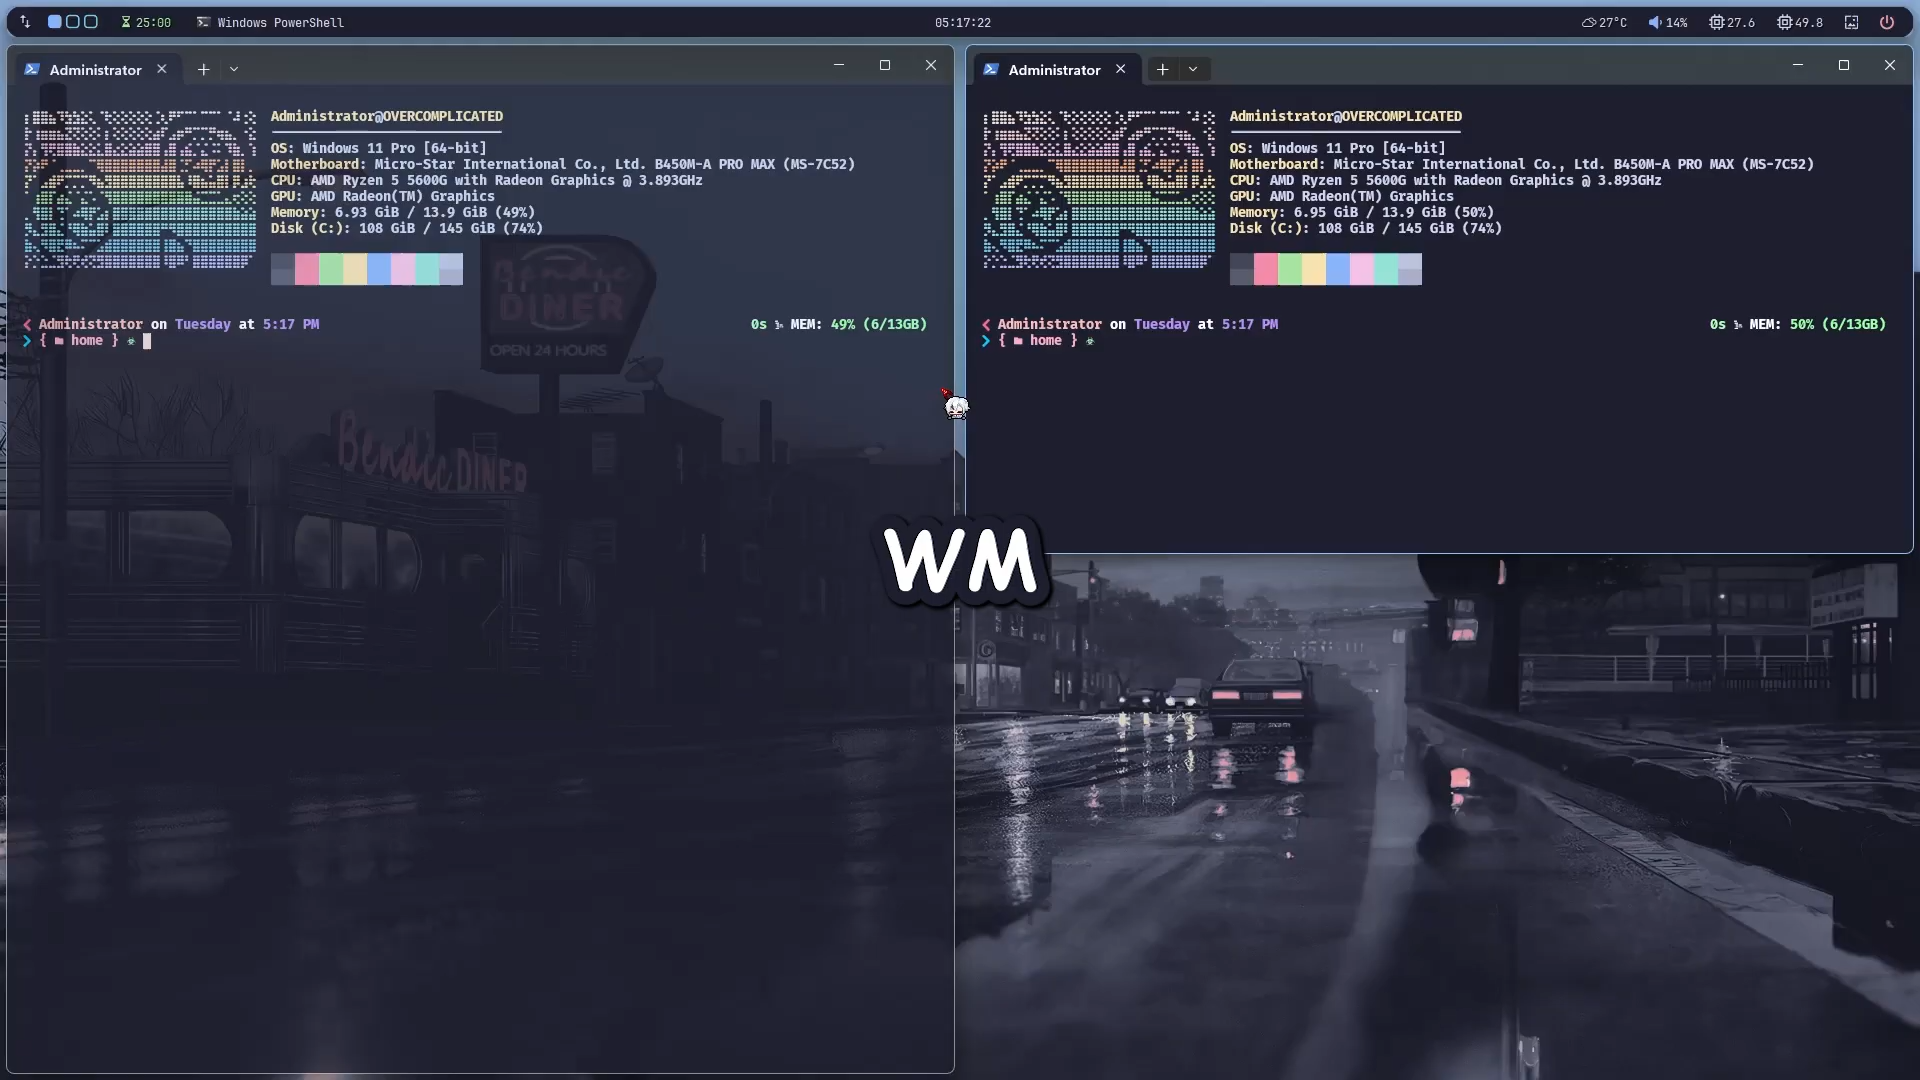 25:00 Windows PowerShell 05:17:22 27°C 14% 27.6 49.8
Administrator
Administrator@OVERCOMPLICATED
OS: Windows 11 Pro [64-bit]
Motherboard: Micro-Star International Co., Ltd. B450M-A PRO MAX (MS-7C52)
CPU: AMD Ryzen 5 5600G with Radeon Graphics @ 3.893GHz
GPU: AMD Radeon(TM) Graphics
Memory: 6.93 GiB / 13.9 GiB (49%)
Disk (C:): 108 GiB / 145 GiB (74%)
Administrator on Tuesday at 5:17 PM 0s MEM: 49% (6/13GB)
{ home }
Bendic
DINER
OPEN 24 HOURS
Bendic DINER
Administrator
Administrator@OVERCOMPLICATED
OS: Windows 11 Pro [64-bit]
Motherboard: Micro-Star International Co., Ltd. B450M-A PRO MAX (MS-7C52)
CPU: AMD Ryzen 5 5600G with Radeon Graphics @ 3.893GHz
GPU: AMD Radeon(TM) Graphics
Memory: 6.95 GiB / 13.9 GiB (50%)
Disk (C:): 108 GiB / 145 GiB (74%)
Administrator on Tuesday at 5:17 PM 0s MEM: 50% (6/13GB)
{ home }
WM